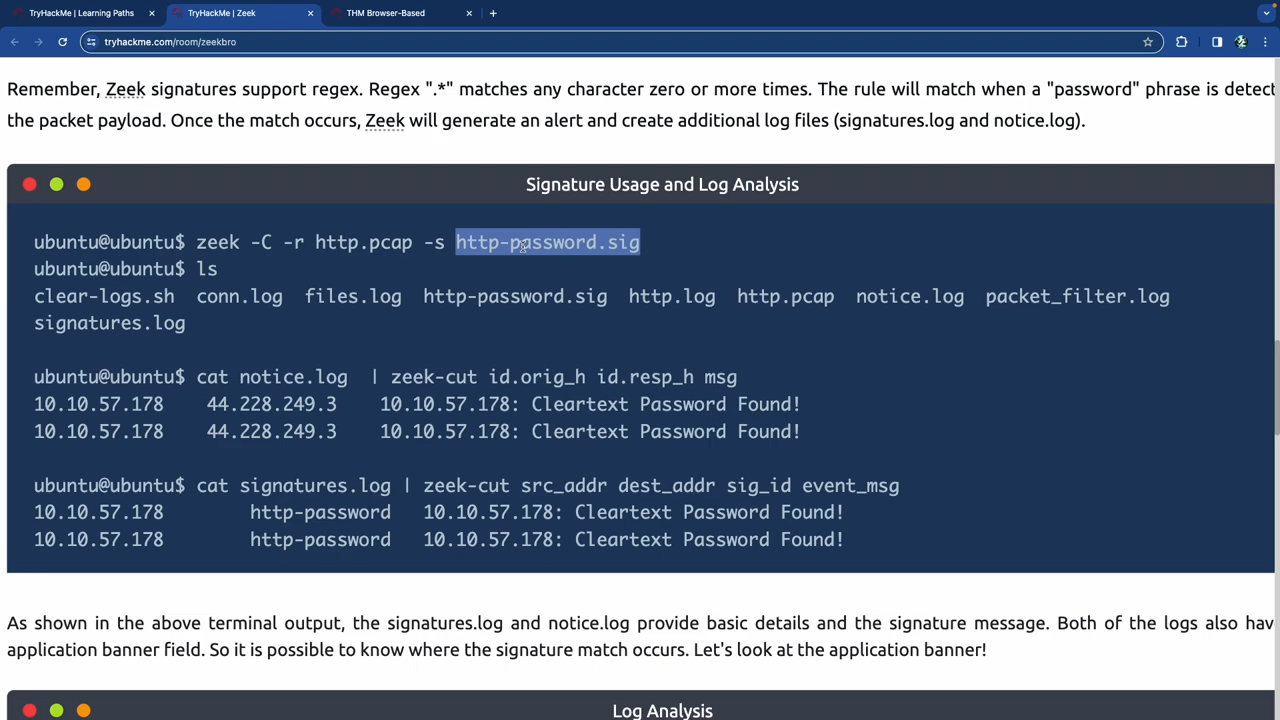 TryHackMe | Learning Paths
TryHackMe | Zeek
THM Browser-Based
tryhackme.com/room/zeekbro
Remember, Zeek signatures support regex. Regex ".*" matches any character zero or more times. The rule will match when a "password" phrase is detect
the packet payload. Once the match occurs, Zeek will generate an alert and create additional log files (signatures.log and notice.log).
Signature Usage and Log Analysis
ubuntu@ubuntu$ zeek -C -r http.pcap -s http-password.sig
ubuntu@ubuntu$ ls
clear-logs.sh conn.log files.log http-password.sig http.log http.pcap notice.log packet_filter.log
signatures.log
ubuntu@ubuntu$ cat notice.log | zeek-cut id.orig_h id.resp_h msg
10.10.57.178 44.228.249.3 10.10.57.178: Cleartext Password Found!
10.10.57.178 44.228.249.3 10.10.57.178: Cleartext Password Found!
ubuntu@ubuntu$ cat signatures.log | zeek-cut src_addr dest_addr sig_id event_msg
10.10.57.178 http-password 10.10.57.178: Cleartext Password Found!
10.10.57.178 http-password 10.10.57.178: Cleartext Password Found!
As shown in the above terminal output, the signatures.log and notice.log provide basic details and the signature message. Both of the logs also hav
application banner field. So it is possible to know where the signature match occurs. Let's look at the application banner!
Log Analysis